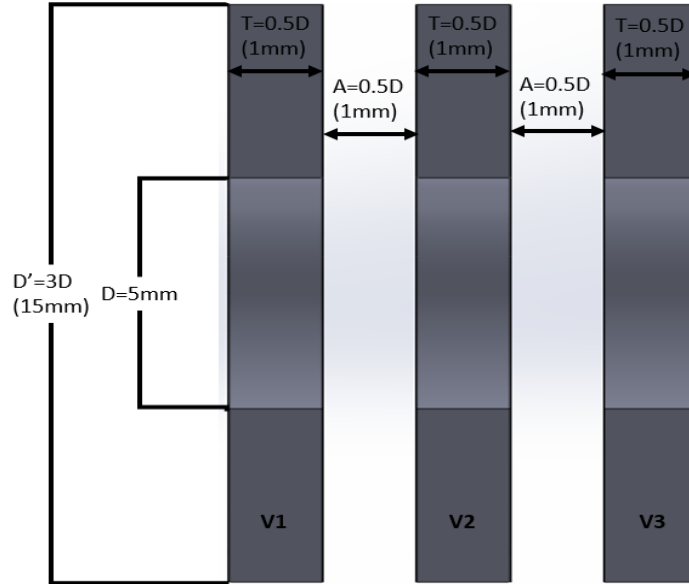 T=0.5D
(1mm)
T=0.5D
(1mm)
T=0.5D
(1mm)
A=0.5D
(1mm)
A=0.5D
(1mm)
D’=3D
(15mm)
D=5mm
V1
V2
V3